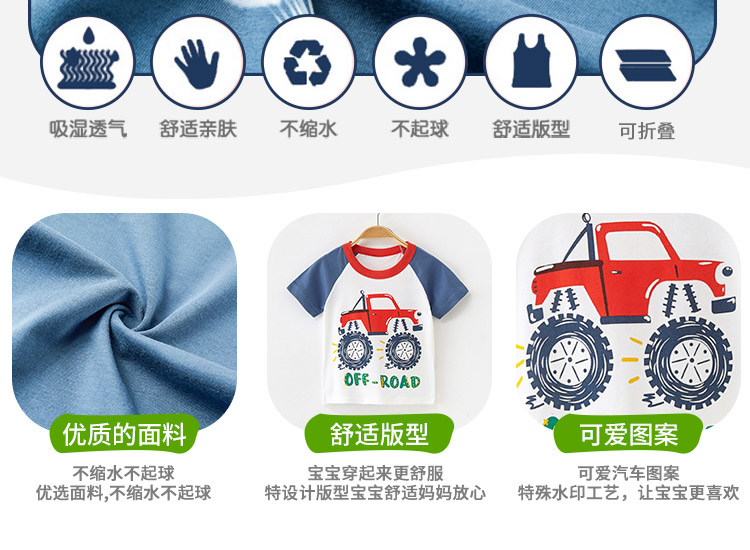 吸湿透气 舒适亲肤 不缩水 不起球 舒适版型 可折叠
OFF-ROAD
优质的面料 舒适版型 可爱图案
不缩水不起球 宝宝穿起来更舒服 可爱汽车图案
优选面料,不缩水不起球 特设计版型宝宝舒适妈妈放心 特殊水印工艺，让宝宝更喜欢